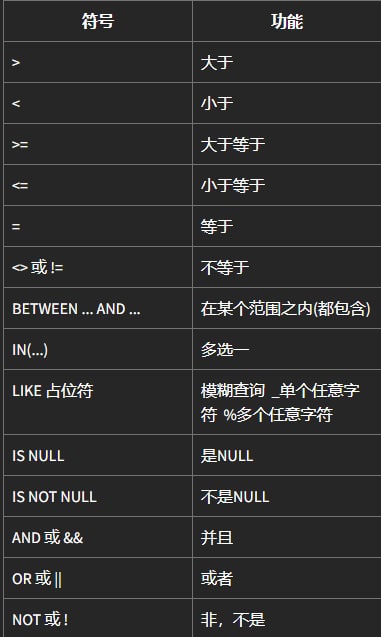 符号 功能
> 大于
< 小于
>= 大于等于
<= 小于等于
= 等于
<> 或 != 不等于
BETWEEN ... AND ... 在某个范围之内(都包含)
IN(...) 多选一
LIKE 占位符 模糊查询 _单个任意字
符 %多个任意字符
IS NULL 是NULL
IS NOT NULL 不是NULL
AND 或 && 并且
OR 或 || 或者
NOT 或 ! 非，不是